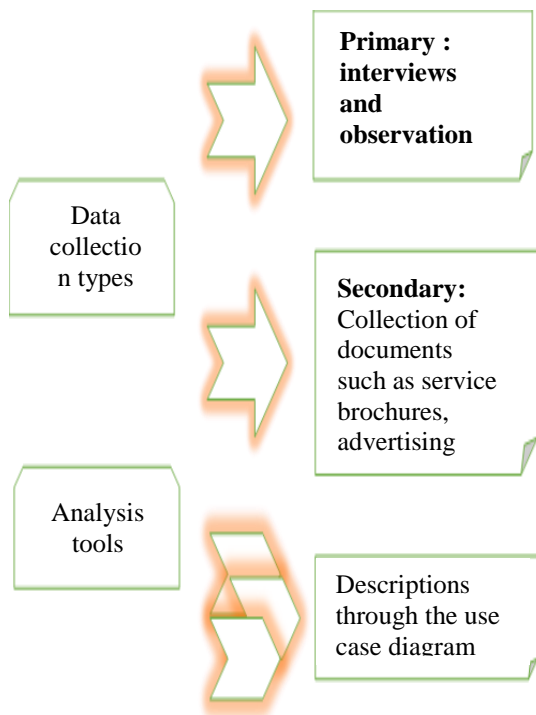 Primary :
interviews
and
observation
Data
collectio
n types
Secondary:
Collection of
documents
such as service
brochures,
advertising
Analysis
tools
Descriptions
through the use
case diagram